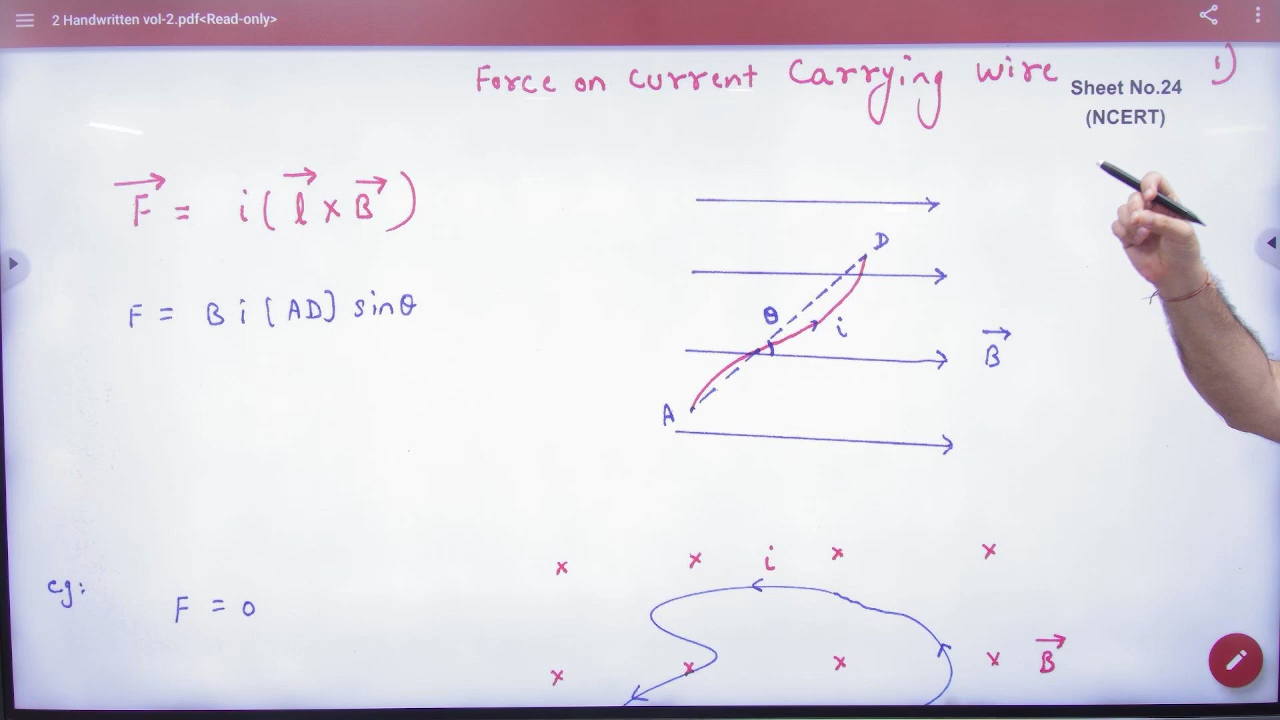 2 Handwritten vol-2.pdf<Read-only>
Force on current Carrying wire
1)
Sheet No.24
(NCERT)
F = i( l × B )
F = B i [AD] sinθ
D
θ
i
B
A
x x i x x
eg:
F = 0
x x x x B